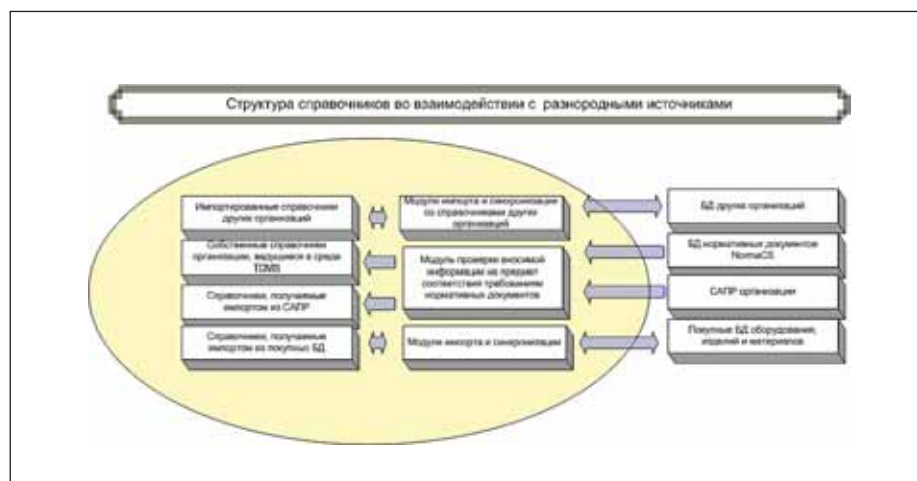 Структура справочников во взаимодействии с разнородными источниками
Импортированные справочники
других организаций
Модули импорта и синхронизации
со справочниками других
организаций
БД других организаций
Собственные справочники
организации, ведущиеся в среде
TDMS
Модуль проверки вносимой
информации на предмет
соответствия требованиям
нормативных документов
БД нормативных документов
NormaCS
Справочники, получаемые
импортом из САПР
САПР организации
Справочники, получаемые
импортом из покупных БД
Модули импорта и синхронизации
Покупные БД оборудования,
изделий и материалов